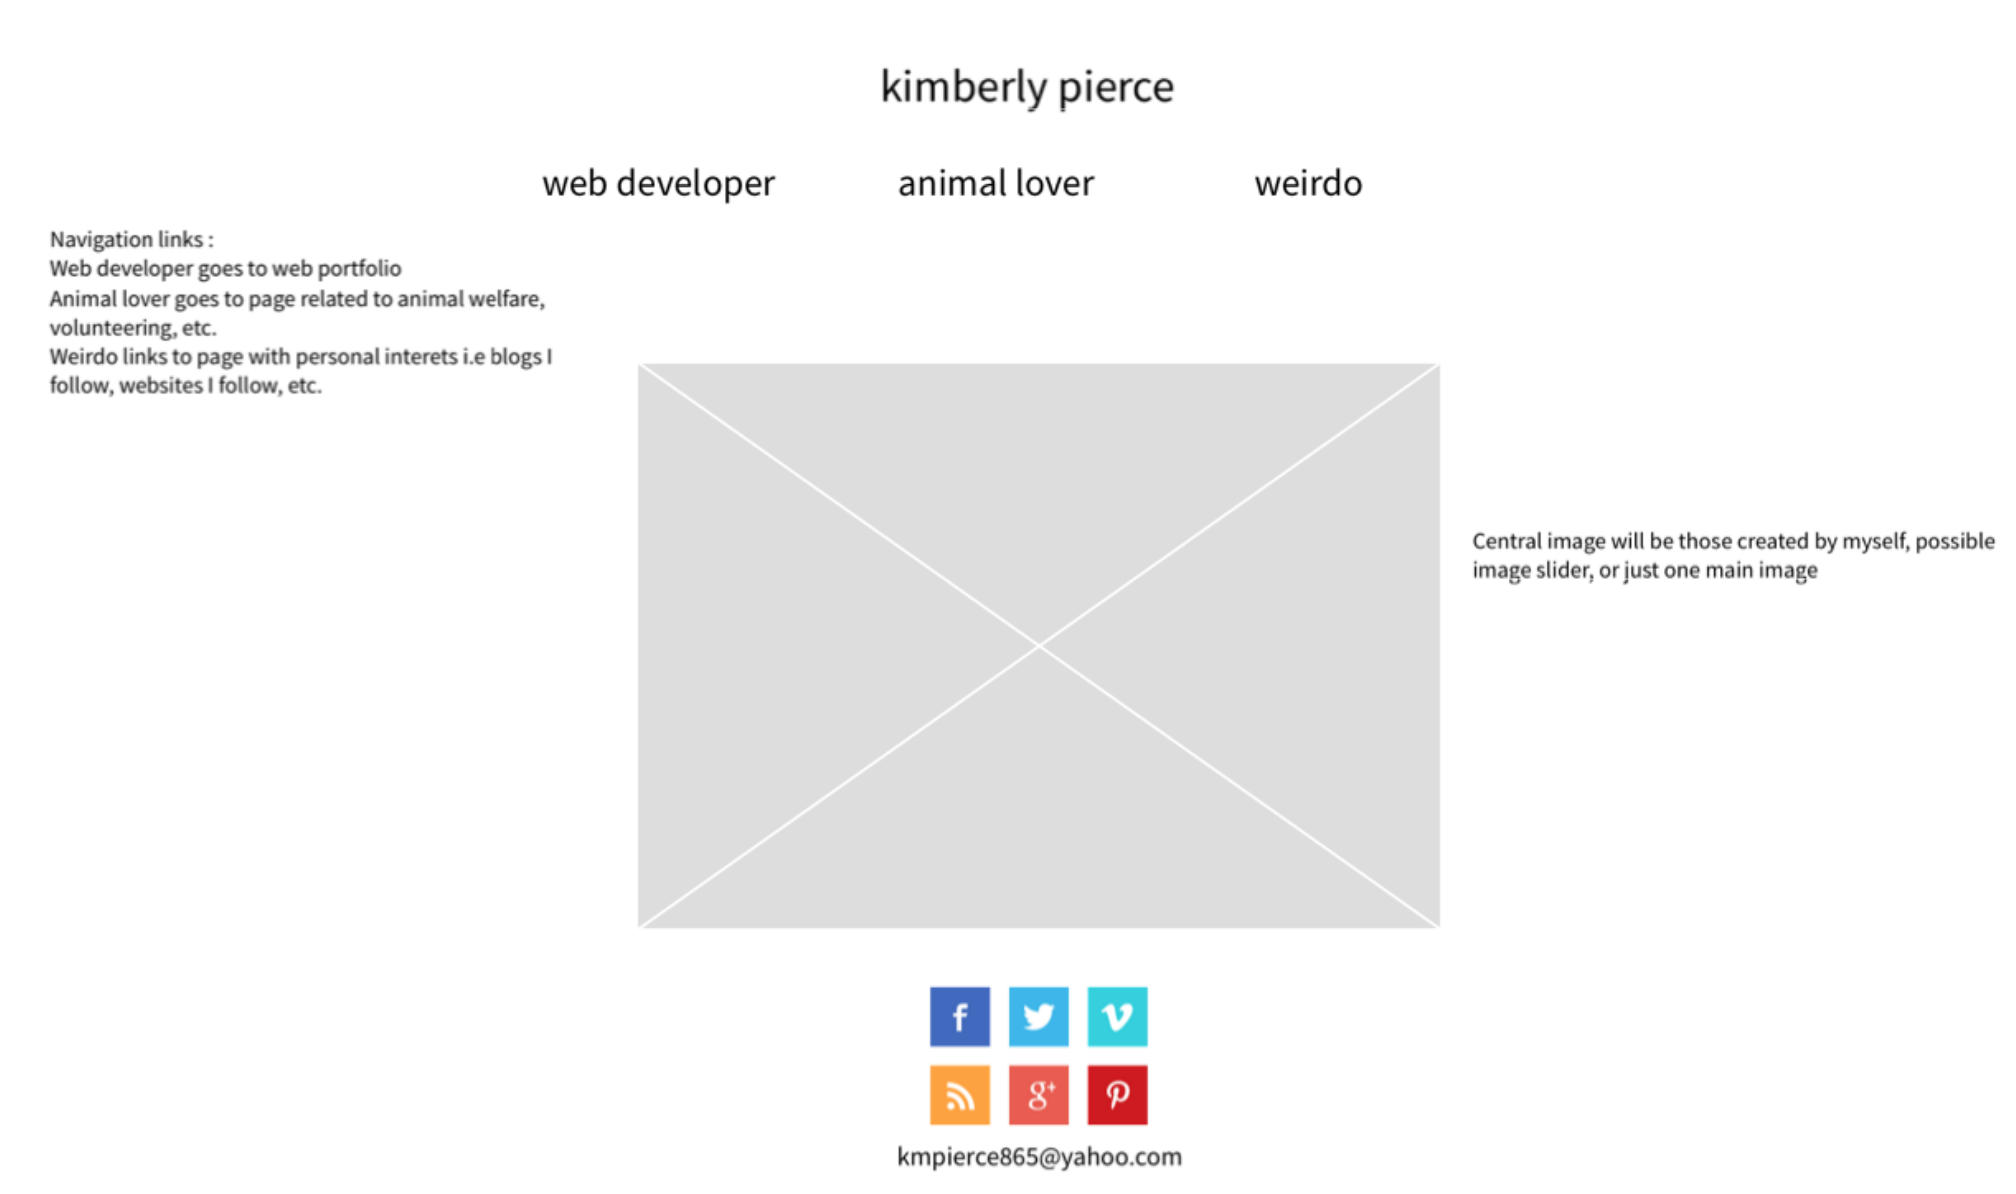 kimberly pierce
web developer animal lover weirdo
Navigation links :
Web developer goes to web portfolio
Animal lover goes to page related to animal welfare,
volunteering, etc.
Weirdo links to page with personal interets i.e blogs I
follow, websites I follow, etc.
Central image will be those created by myself, possible
image slider, or just one main image
f
g+
kmpierce865@yahoo.com